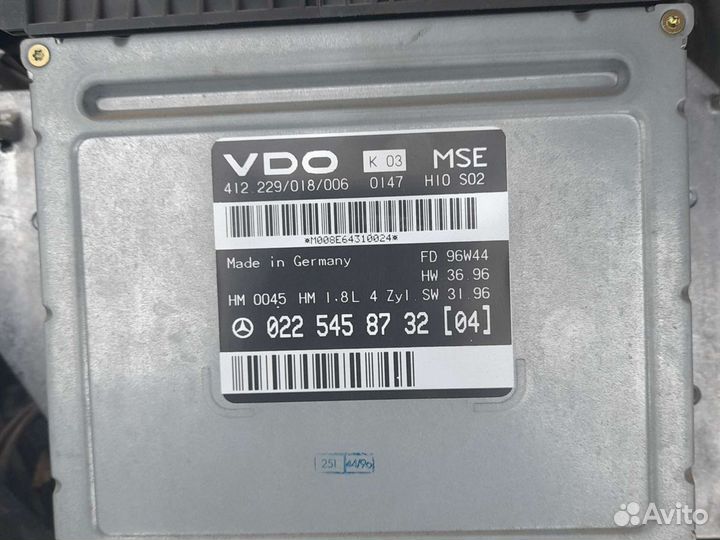 VDO K 03 MSE
412.229/018/006 0147 H10 S02
*M008E64310024*
Made in Germany FD 96W44
HW 36.96
HM 0045 HM 1.8L 4 Zyl. SW 31.96
022 545 87 32 [04]
251 44/96
Avito